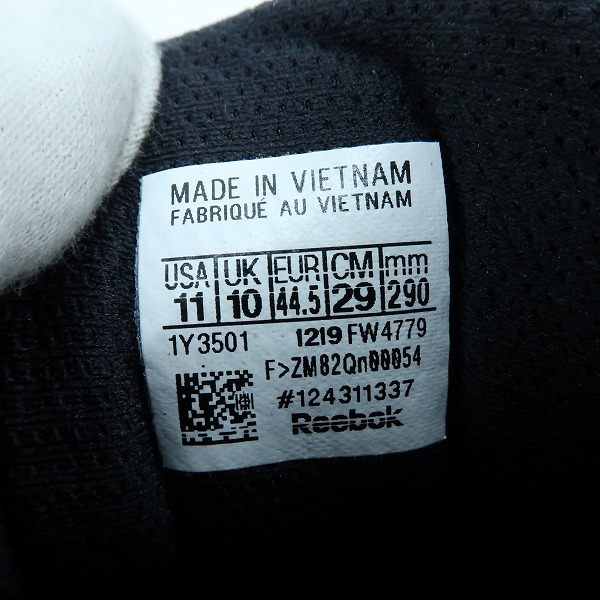 MADE IN VIETNAM
FABRIQUÉ AU VIETNAM
USA UK EUR CM mm
11 10 44.5 29 290
1Y3501 1219 FW4779
F>ZM82Qn00054
#124311337
Reebok